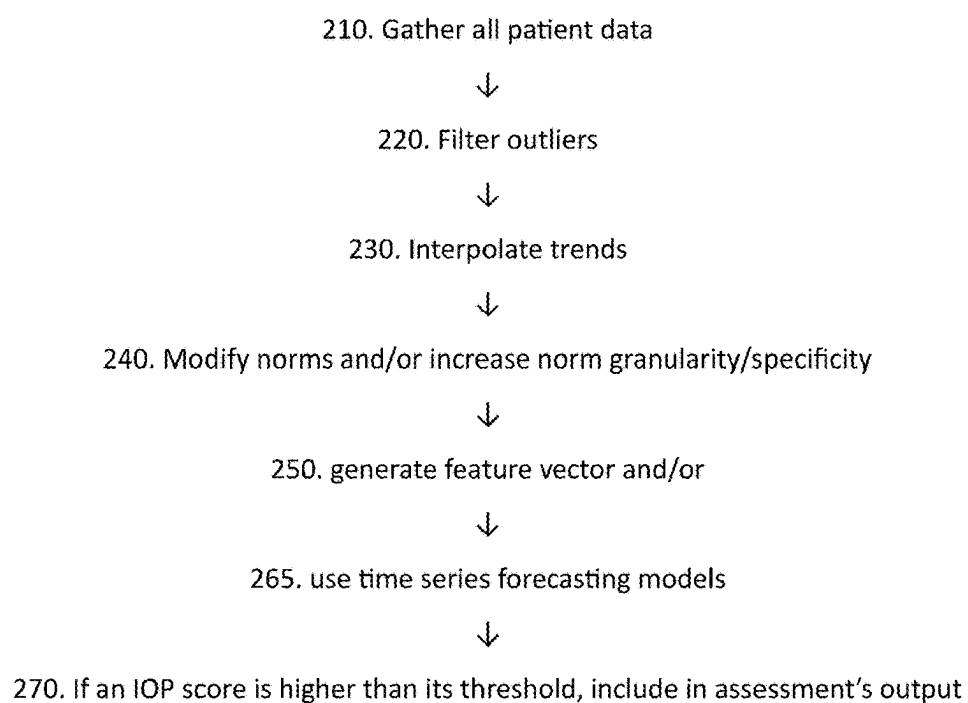 210. Gather all patient data
↓
220. Filter outliers
↓
230. Interpolate trends
↓
240. Modify norms and/or increase norm granularity/specificity
↓
250. generate feature vector and/or
↓
265. use time series forecasting models
↓
270. If an IOP score is higher than its threshold, include in assessment's output